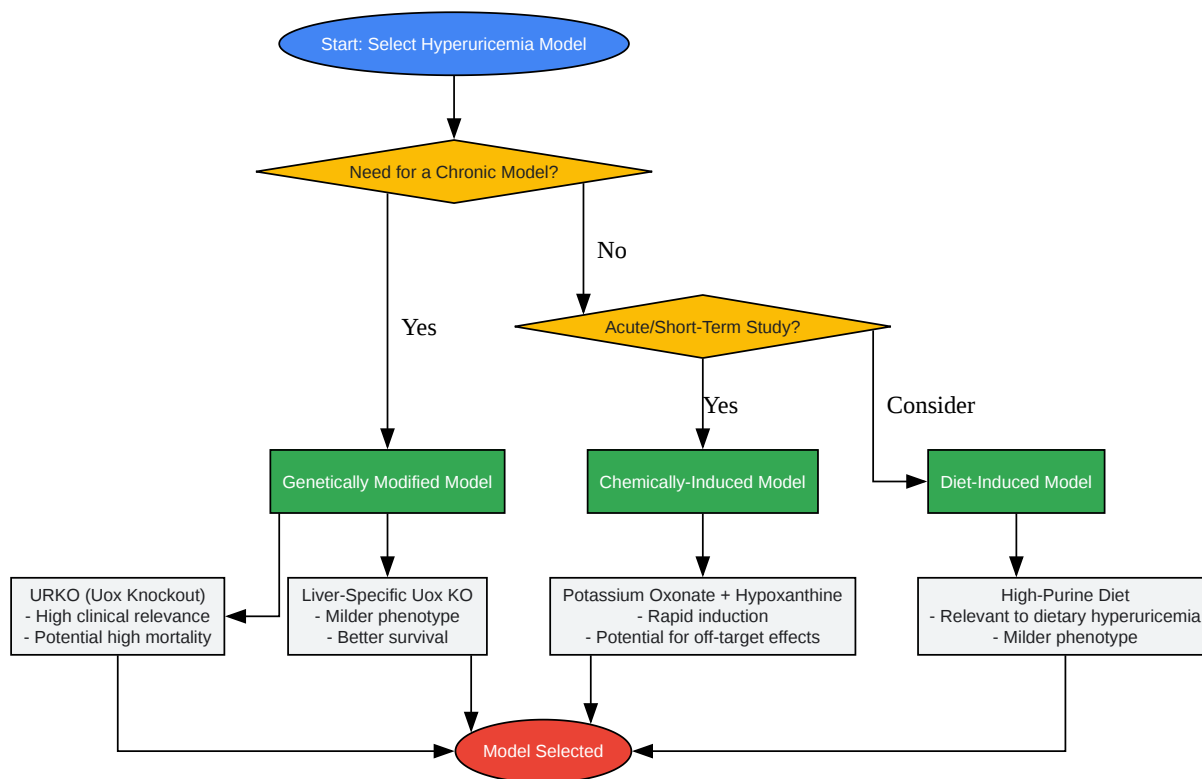 Start: Select Hyperuricemia Model
Need for a Chronic Model?
No
Yes
Acute/Short-Term Study?
Yes
Consider
Genetically Modified Model
Chemically-Induced Model
Diet-Induced Model
URKO (Uox Knockout)
- High clinical relevance
- Potential high mortality
Liver-Specific Uox KO
- Milder phenotype
- Better survival
Potassium Oxonate + Hypoxanthine
- Rapid induction
- Potential for off-target effects
High-Purine Diet
- Relevant to dietary hyperuricemia
- Milder phenotype
Model Selected